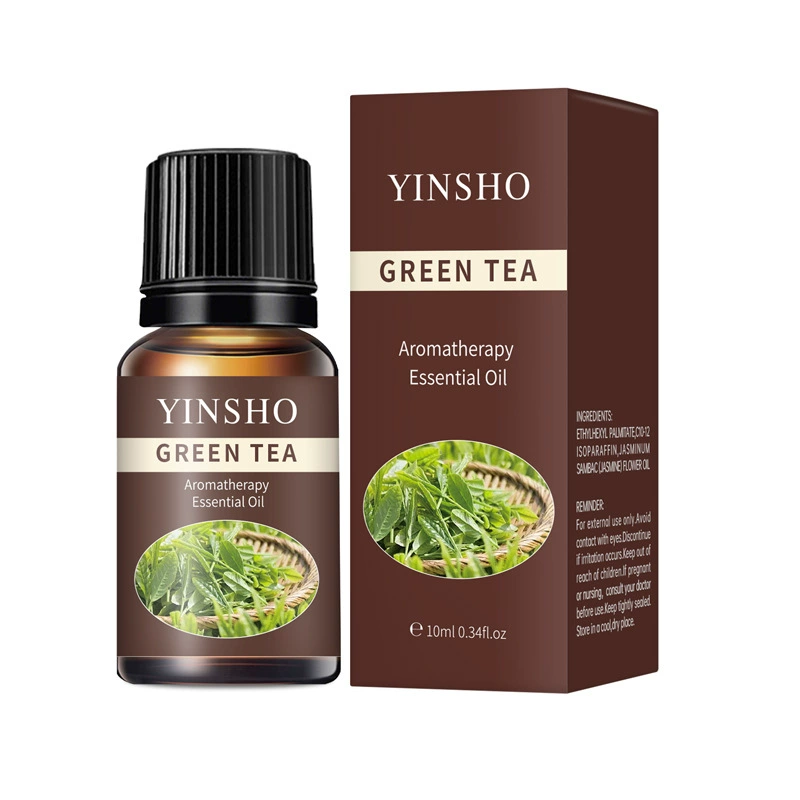 YINSHO
GREEN TEA
Aromatherapy
Essential Oil
YINSHO
GREEN TEA
Aromatherapy
Essential Oil
℮ 10ml 0.34fl.oz
INGREDIENTS:
ETHYLHEXYL PALMITATE,C10-12
ISOPARAFFIN,JASMINUM
SAMBAC (JASMINE) FLOWER OIL
REMINDER:
For external use only.Avoid
contact with eyes.Discontinue
if irritation occurs.Keep out of
reach of children.If pregnant
or nursing, consult your doctor
before use.Keep tightly sealed.
Store in a cool,dry place.